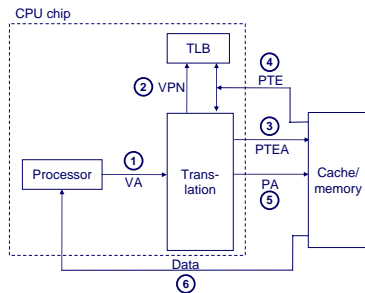 CPU chip
TLB
4
PTE
2 VPN
3
PTEA
1
VA
Processor
Trans-
lation
Cache/
memory
PA
5
Data
6